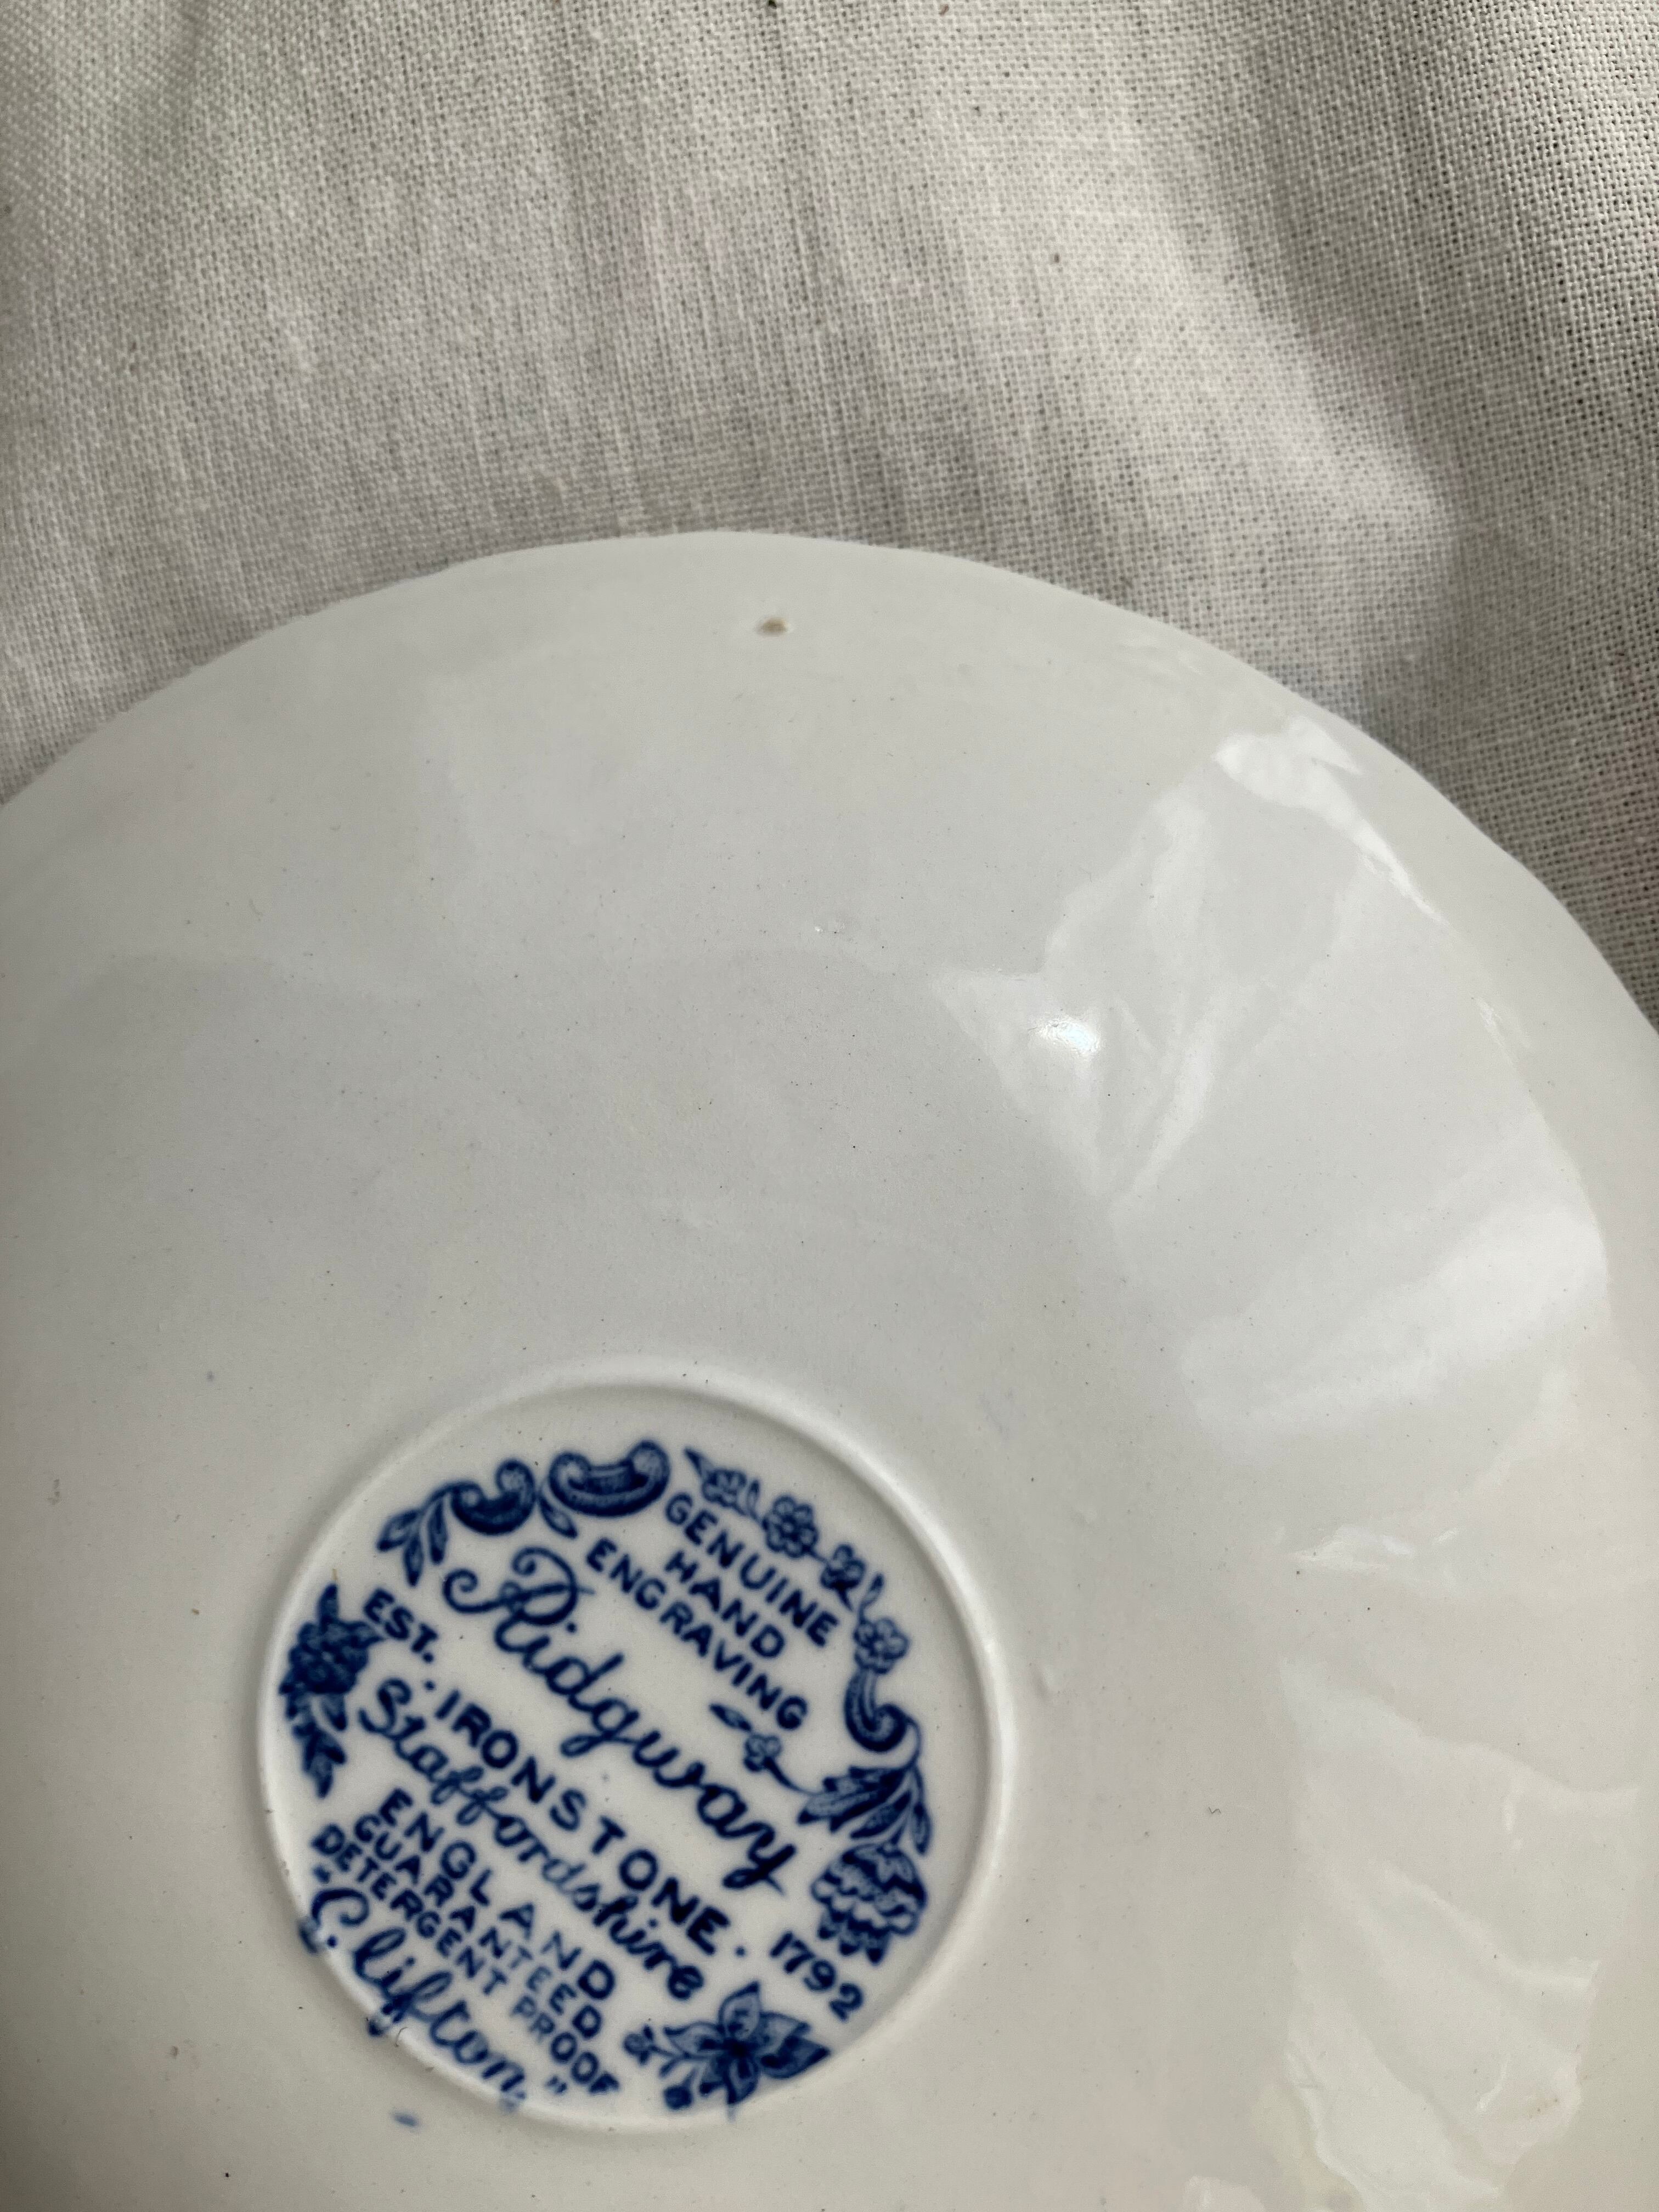 GENUINE
HAND
ENGRAVING
Ridgway
EST. · IRONSTONE · 1792
Staffordshire
ENGLAND
GUARANTEED
DETERGENT PROOF
"Clifton"